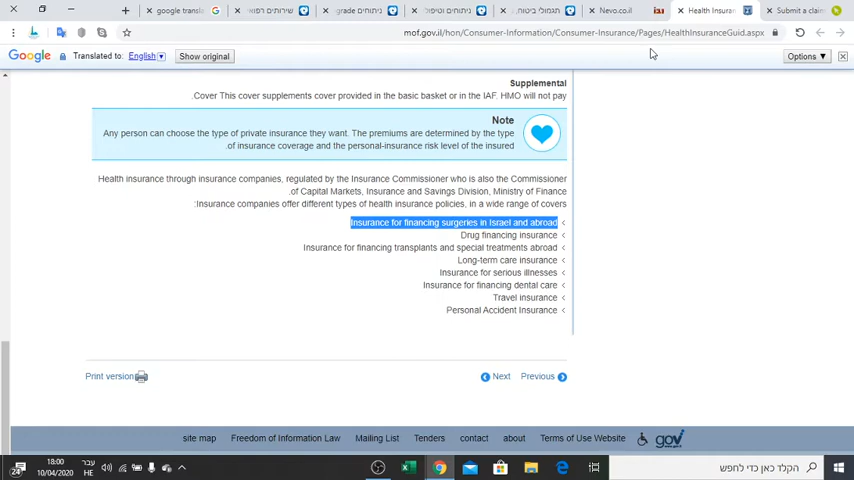 google transl
שירותים רפוא
ניתוחים grade
ניתוחים וטיפולי
תגמולי ביטוח,
Nevo.co.il
Health Insuran
Submit a clai
mof.gov.il/hon/Consumer-Information/Consumer-Insurance/Pages/HealthInsuranceGuid.aspx
Google Translated to: English Show original Options
Supplemental
.Cover This cover supplements cover provided in the basic basket or in the IAF. HMO will not pay
Note
Any person can choose the type of private insurance they want. The premiums are determined by the type
.of insurance coverage and the personal-insurance risk level of the insured
Health insurance through insurance companies, regulated by the Insurance Commissioner who is also the Commissioner
.of Capital Markets, Insurance and Savings Division, Ministry of Finance
:Insurance companies offer different types of health insurance policies, in a wide range of covers
Insurance for financing surgeries in Israel and abroad
Drug financing insurance
Insurance for financing transplants and special treatments abroad
Long-term care insurance
Insurance for serious illnesses
Insurance for financing dental care
Travel insurance
Personal Accident Insurance
Print version Next Previous
site map Freedom of Information Law Mailing List Tenders contact about Terms of Use Website gov
18:00 עבר
10/04/2020 HE
24
הקלד כאן כדי לחפש